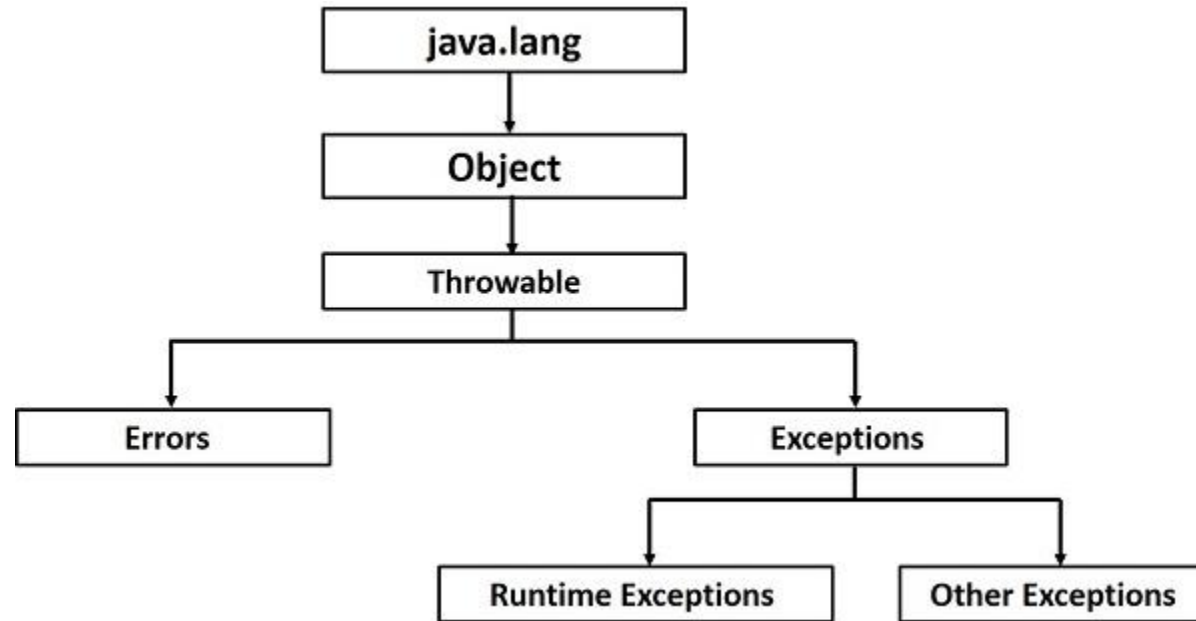 java.lang
Object
Throwable
Errors
Exceptions
Runtime Exceptions
Other Exceptions